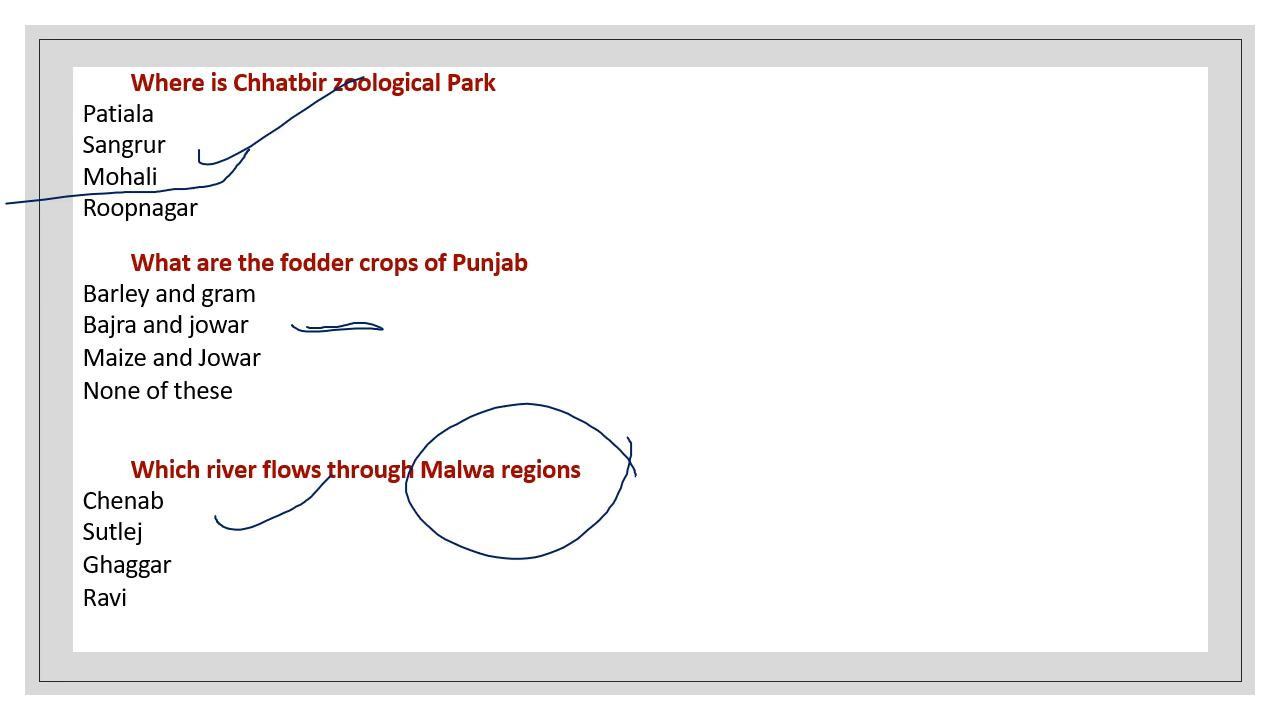 Where is Chhatbir zoological Park
Patiala
Sangrur
Mohali
Roopnagar
What are the fodder crops of Punjab
Barley and gram
Bajra and jowar
Maize and Jowar
None of these
Which river flows through Malwa regions
Chenab
Sutlej
Ghaggar
Ravi